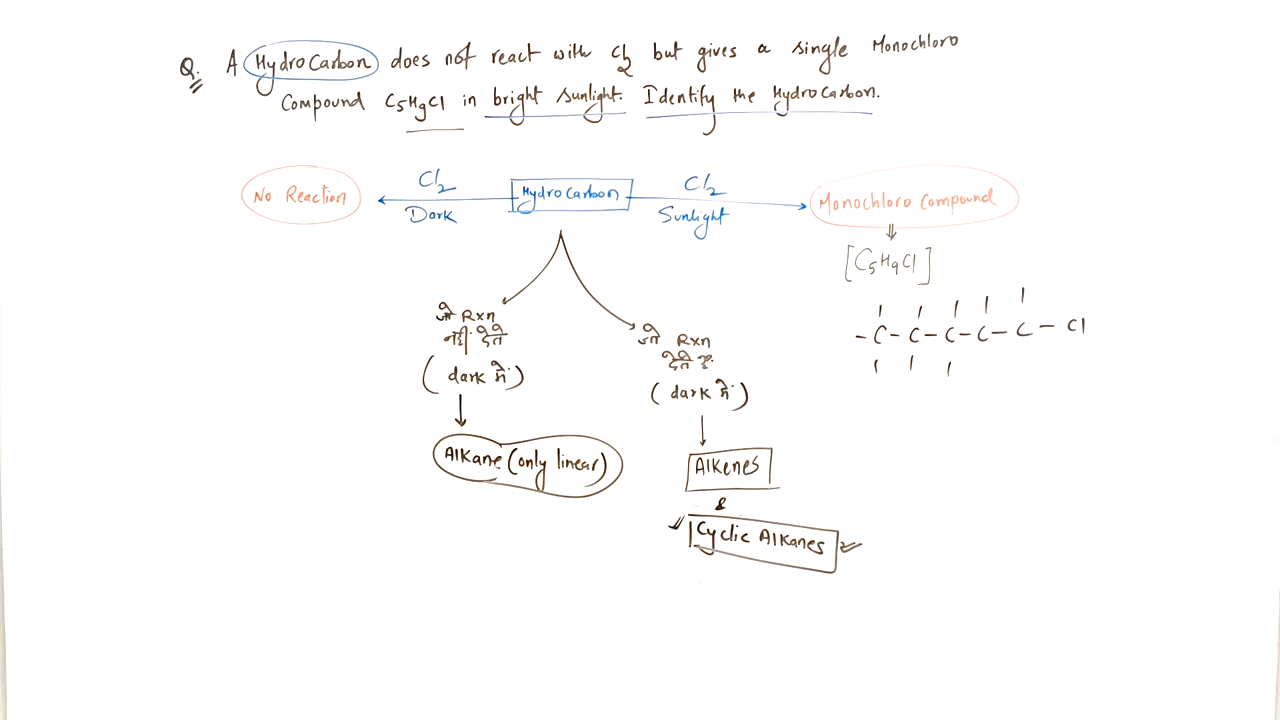 Q. A HydroCarbon does not react with Cl2 but gives a single Monochloro
Compound C5H9Cl in bright sunlight. Identify the HydroCarbon.
No Reaction
Cl2
Dark
HydroCarbon
Cl2
Sunlight
Monochloro Compound
[C5H9Cl]
- C - C - C - C - C - Cl
जो Rxn
नहीं देते
(dark में)
Alkane (only linear)
जो Rxn
देते है.
(dark में)
Alkenes
&
Cyclic Alkanes